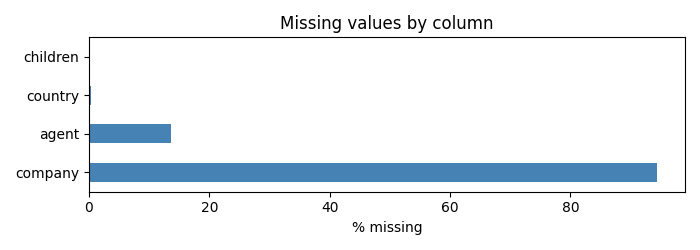 Missing values by column
children
country
agent
company
0 20 40 60 80
% missing